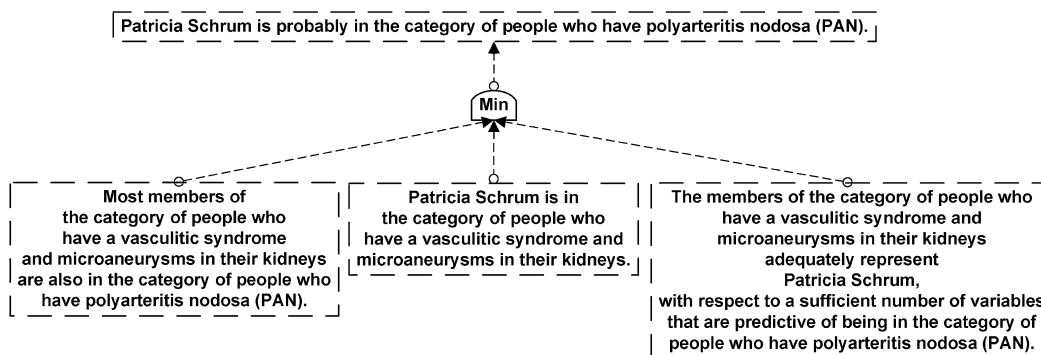 Patricia Schrum is probably in the category of people who have polyarteritis nodosa (PAN).
Min
Most members of
the category of people who
have a vasculitic syndrome
and microaneurysms in their kidneys
are also in the category of people who
have polyarteritis nodosa (PAN).
Patricia Schrum is in
the category of people who
have a vasculitic syndrome and
microaneurysms in their kidneys.
The members of the category of people who
have a vasculitic syndrome and
microaneurysms in their kidneys
adequately represent
Patricia Schrum,
with respect to a sufficient number of variables
that are predictive of being in the category of
people who have polyarteritis nodosa (PAN).